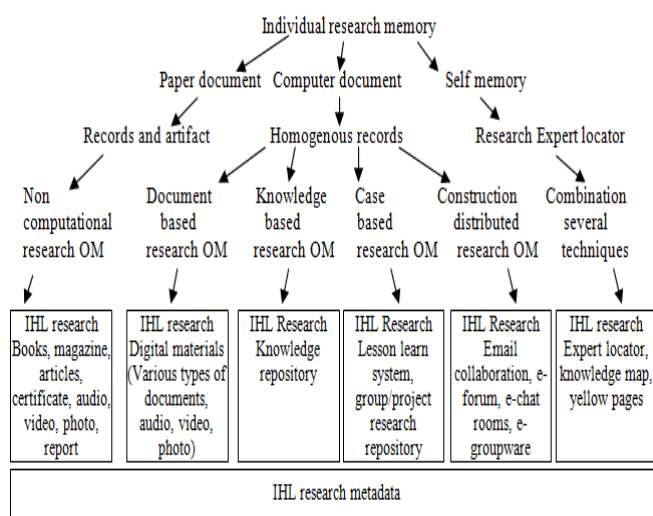 Individual research memory
Paper document
Computer document
Self memory
Records and artifact
Homogenous records
Research Expert locator
Non
computational
research OM
Document
based
research OM
Knowledge
based
research OM
Case
based
research OM
Construction
distributed
research OM
Combination
several
techniques
IHL research
Books, magazine,
articles,
certificate, audio,
video, photo,
report
IHL research
Digital materials
(Various types of
documents,
audio, video,
photo)
IHL Research
Knowledge
repository
IHL Research
Lesson learn
system,
group/project
research
repository
IHL Research
Email
collaboration, e-
forum, e-chat
rooms, e-
groupware
IHL research
Expert locator,
knowledge map,
yellow pages
IHL research metadata